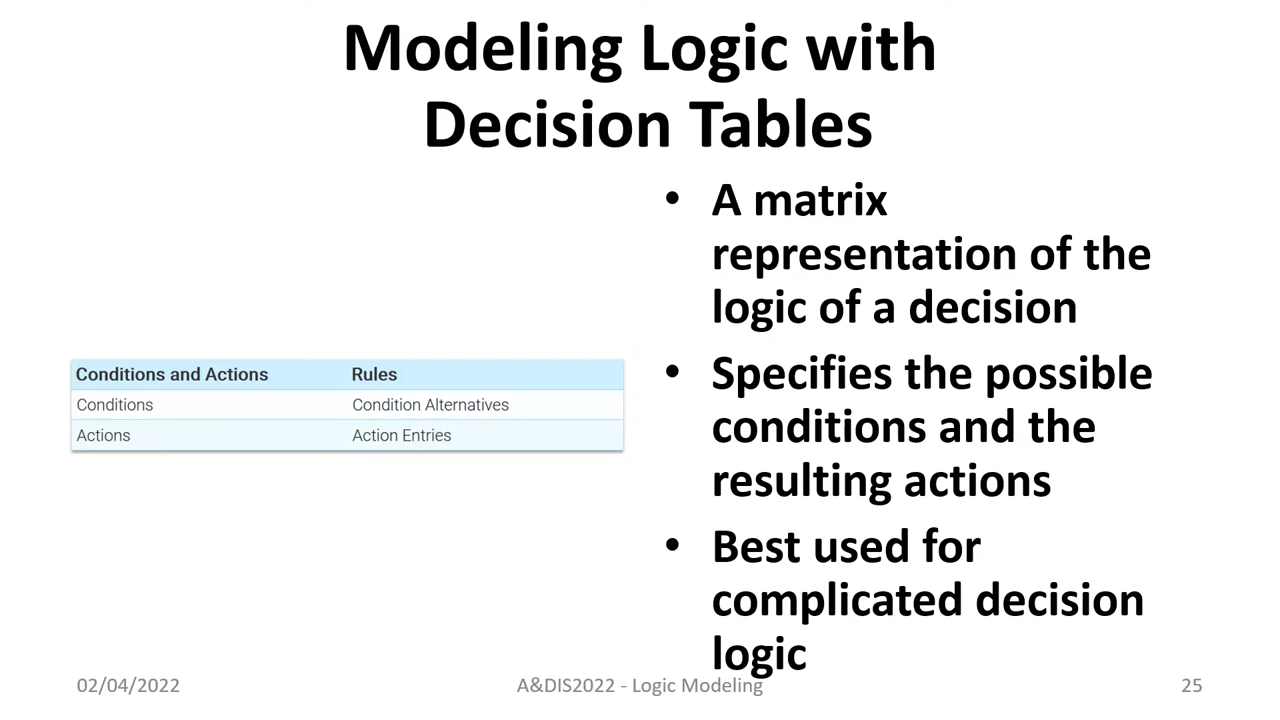 Modeling Logic with
Decision Tables
Conditions and Actions Rules
Conditions Condition Alternatives
Actions Action Entries
• A matrix
representation of the
logic of a decision
• Specifies the possible
conditions and the
resulting actions
• Best used for
complicated decision
logic
02/04/2022 A&DIS2022 - Logic Modeling 25